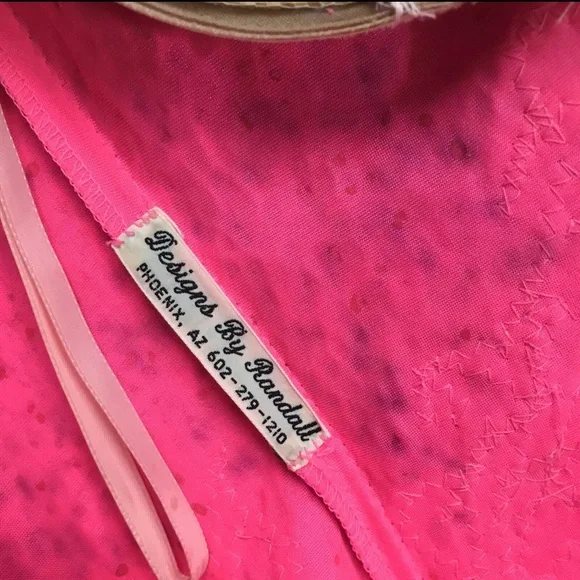 Designs By Randall
PHOENIX, AZ 602-279-1210